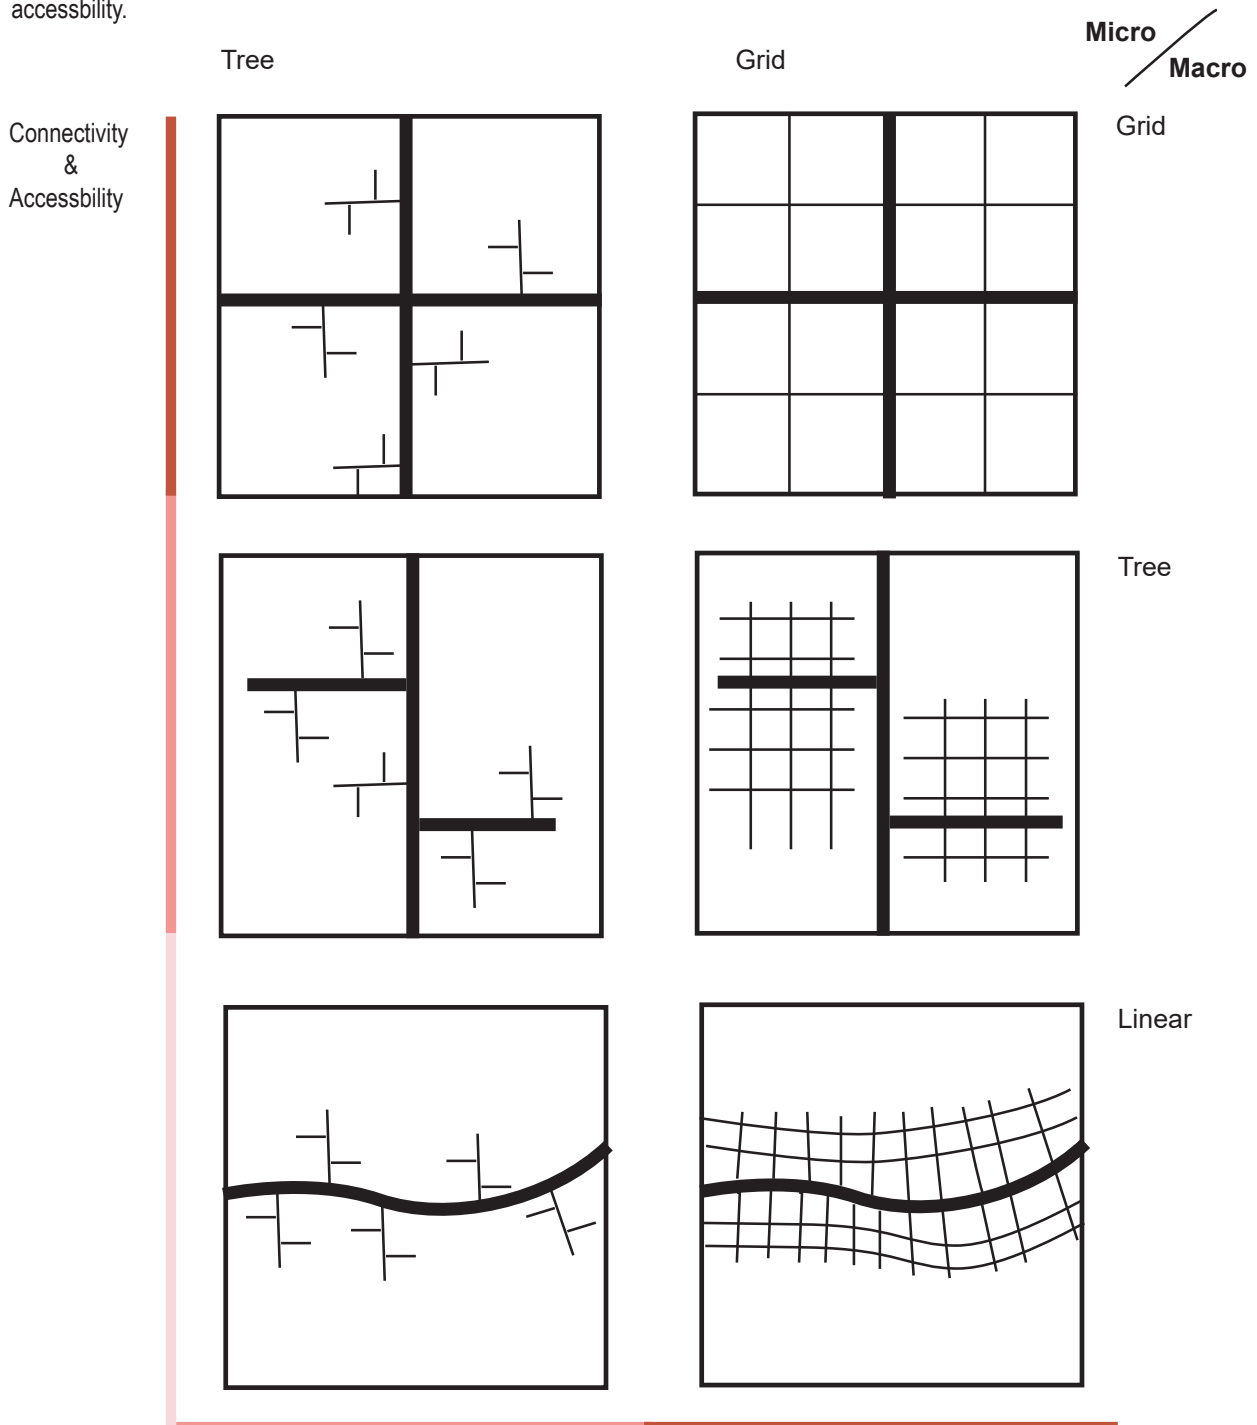 accessbility.
Tree
Grid
Micro
Macro
Connectivity
&
Accessbility
Grid
Tree
Linear